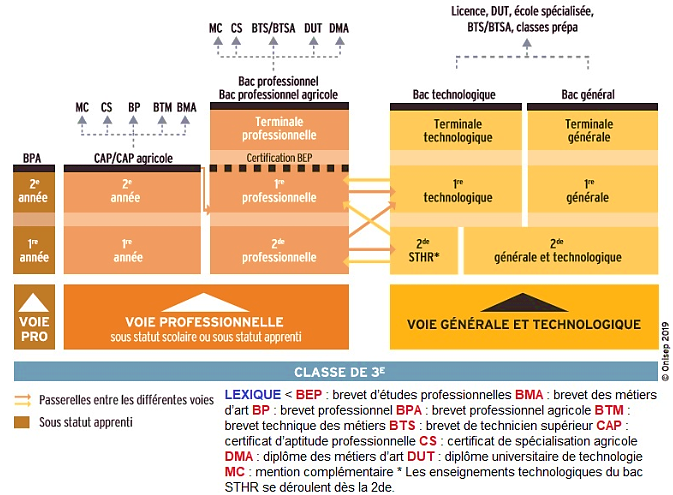 Licence, DUT, école spécialisée,
BTS/BTSA, classes prépa
MC CS BTS/BTSA DUT DMA
Bac professionnel
Bac professionnel agricole
Bac technologique
Bac général
MC CS BP BTM BMA
Terminale
professionnelle
Terminale
technologique
Terminale
générale
BPA
CAP/CAP agricole
Certification BEP
2e
année
2e
année
1re
professionnelle
1re
technologique
1re
générale
1re
année
1re
année
2de
professionnelle
2de
STHR*
2de
générale et technologique
VOIE
PRO
VOIE PROFESSIONNELLE
sous statut scolaire ou sous statut apprenti
VOIE GÉNÉRALE ET TECHNOLOGIQUE
CLASSE DE 3E
© Onisep 2019
Passerelles entre les différentes voies
Sous statut apprenti
LEXIQUE < BEP : brevet d'études professionnelles BMA : brevet des métiers
d'art BP : brevet professionnel BPA : brevet professionnel agricole BTM :
brevet technique des métiers BTS : brevet de technicien supérieur CAP :
certificat d'aptitude professionnelle CS : certificat de spécialisation agricole
DMA : diplôme des métiers d'art DUT : diplôme universitaire de technologie
MC : mention complémentaire * Les enseignements technologiques du bac
STHR se déroulent dès la 2de.